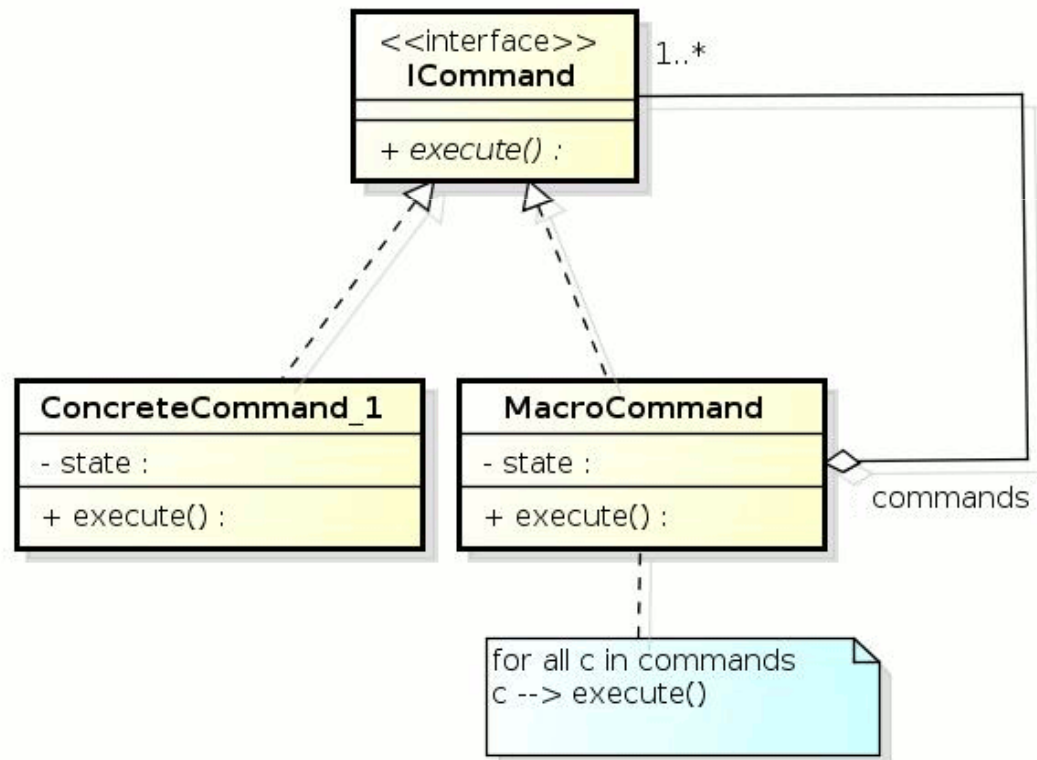 <<interface>>
ICommand
1..*
+ execute() :
ConcreteCommand_1
- state :
+ execute() :
MacroCommand
- state :
+ execute() :
commands
for all c in commands
c --> execute()